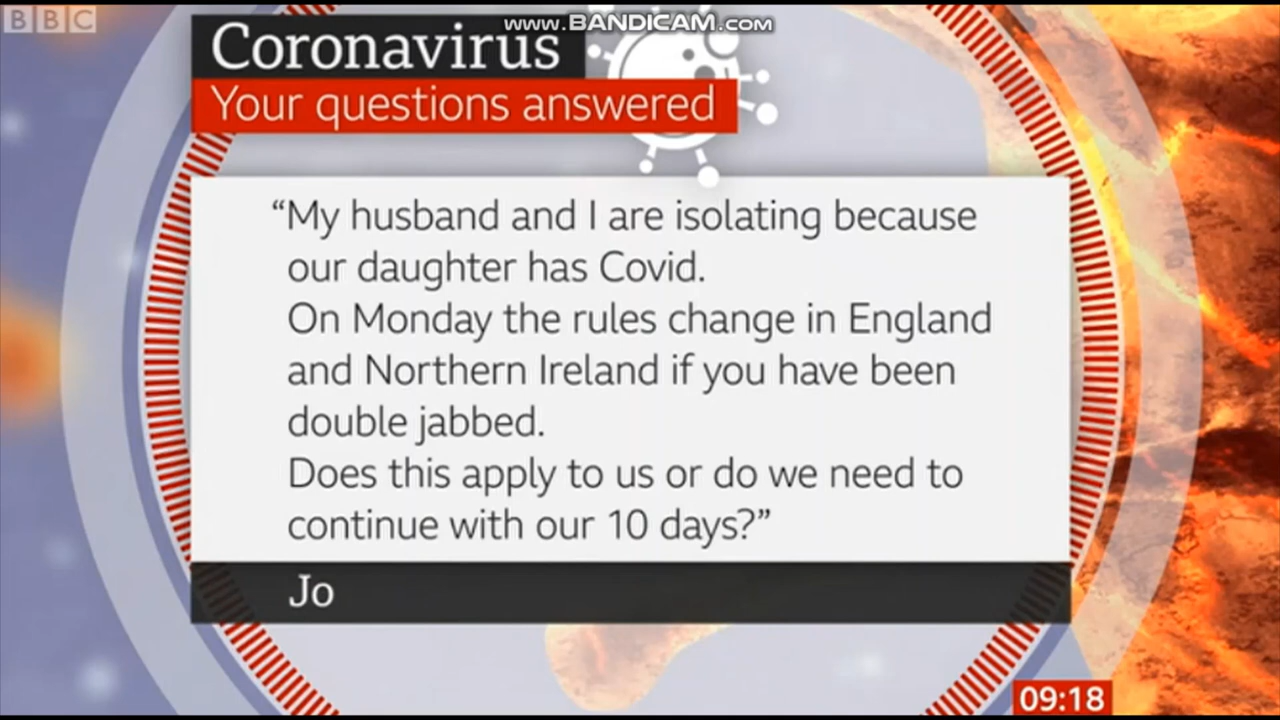 BBC
www.BANDICAM.com
Coronavirus
Your questions answered
“My husband and I are isolating because
our daughter has Covid.
On Monday the rules change in England
and Northern Ireland if you have been
double jabbed.
Does this apply to us or do we need to
continue with our 10 days?”
Jo
09:18